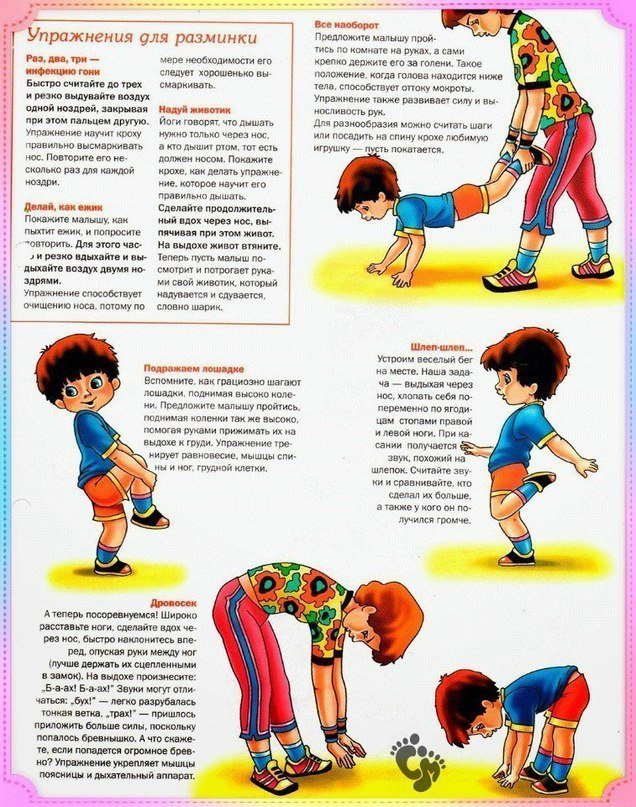 Упражнения для разминки
Раз, два, три —
инфекцию гони
Быстро считайте до трех
и резко выдувайте воздух
одной ноздрей, закрывая
при этом пальцем другую.
Упражнение научит кроху
правильно высмаркивать
нос. Повторите его не-
сколько раз для каждой
ноздри.
Делай, как ежик
Покажите малышу, как
пыхтит ежик, и попросите
повторить. Для этого час-
и резко вдыхайте и вы-
дыхайте воздух двумя но-
здрями.
Упражнение способствует
очищению носа, потому по
мере необходимости его
следует хорошенько вы-
смаркивать.
Надуй животик
Йоги говорят, что дышать
нужно только через нос,
а кто дышит ртом, тот есть
должен носом. Покажите
крохе, как делать упражне-
ние, которое научит его
правильно дышать.
Сделайте продолжитель-
ный вдох через нос, вы-
пячивая при этом живот.
На выдохе живот втяните.
Теперь пусть малыш по-
смотрит и потрогает рука-
ми свой животик, который
надувается и сдувается,
словно шарик.
Все наоборот
Предложите малышу прой-
тись по комнате на руках, а сами
крепко держите его за голени. Такое
положение, когда голова находится ниже
тела, способствует оттоку мокроты.
Упражнение также развивает силу и вы-
носливость рук.
Для разнообразия можно считать шаги
или посадить на спину крохе любимую
игрушку — пусть покатается.
Подражаем лошадке
Вспомните, как грациозно шагают
лошадки, поднимая высоко коле-
ни. Предложите малышу пройтись,
поднимая коленки так же высоко,
помогая руками прижимать их на
выдохе к груди. Упражнение тре-
нирует равновесие, мышцы спи-
ны и ног, грудной клетки.
Шлеп-шлеп...
Устроим веселый бег
на месте. Наша зада-
ча — выдыхая через
нос, хлопать себя по-
переменно по ягоди-
цам стопами правой
и левой ноги. При ка-
сании получается
звук, похожий на
шлепок. Считайте зву-
ки и сравнивайте, кто
сделал их больше,
а также у кого он по-
лучился громче.
Дровосек
А теперь посоревнуемся! Широко
расставьте ноги, сделайте вдох че-
рез нос, быстро наклонитесь впе-
ред, опуская руки между ног
(лучше держать их сцепленными
в замок). На выдохе произнесите:
„Б-а-ах! Б-а-ах!” Звуки могут отли-
чаться: „бух!” — легко разрубалась
тонкая ветка, „трах!” — пришлось
приложить больше силы, поскольку
попалось бревнышко. А что скаже-
те, если попадется огромное брев-
но? Упражнение укрепляет мышцы
поясницы и дыхательный аппарат.